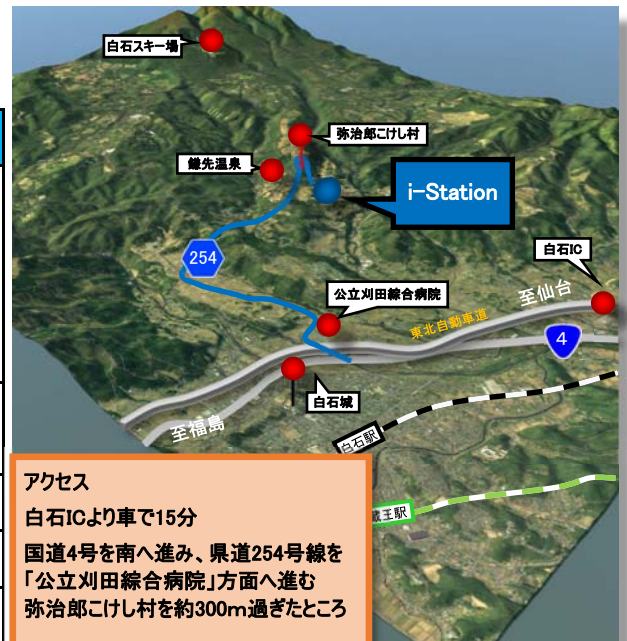 白石スキー場
弥治郎こけし村
鎌先温泉
i-Station
254
白石IC
至仙台
公立刈田綜合病院
東北自動車道
4
白石城
至福島
白石駅
蔵王駅
アクセス
白石ICより車で15分
国道4号を南へ進み、県道254号線を
「公立刈田綜合病院」方面へ進む
弥治郎こけし村を約300m過ぎたところ